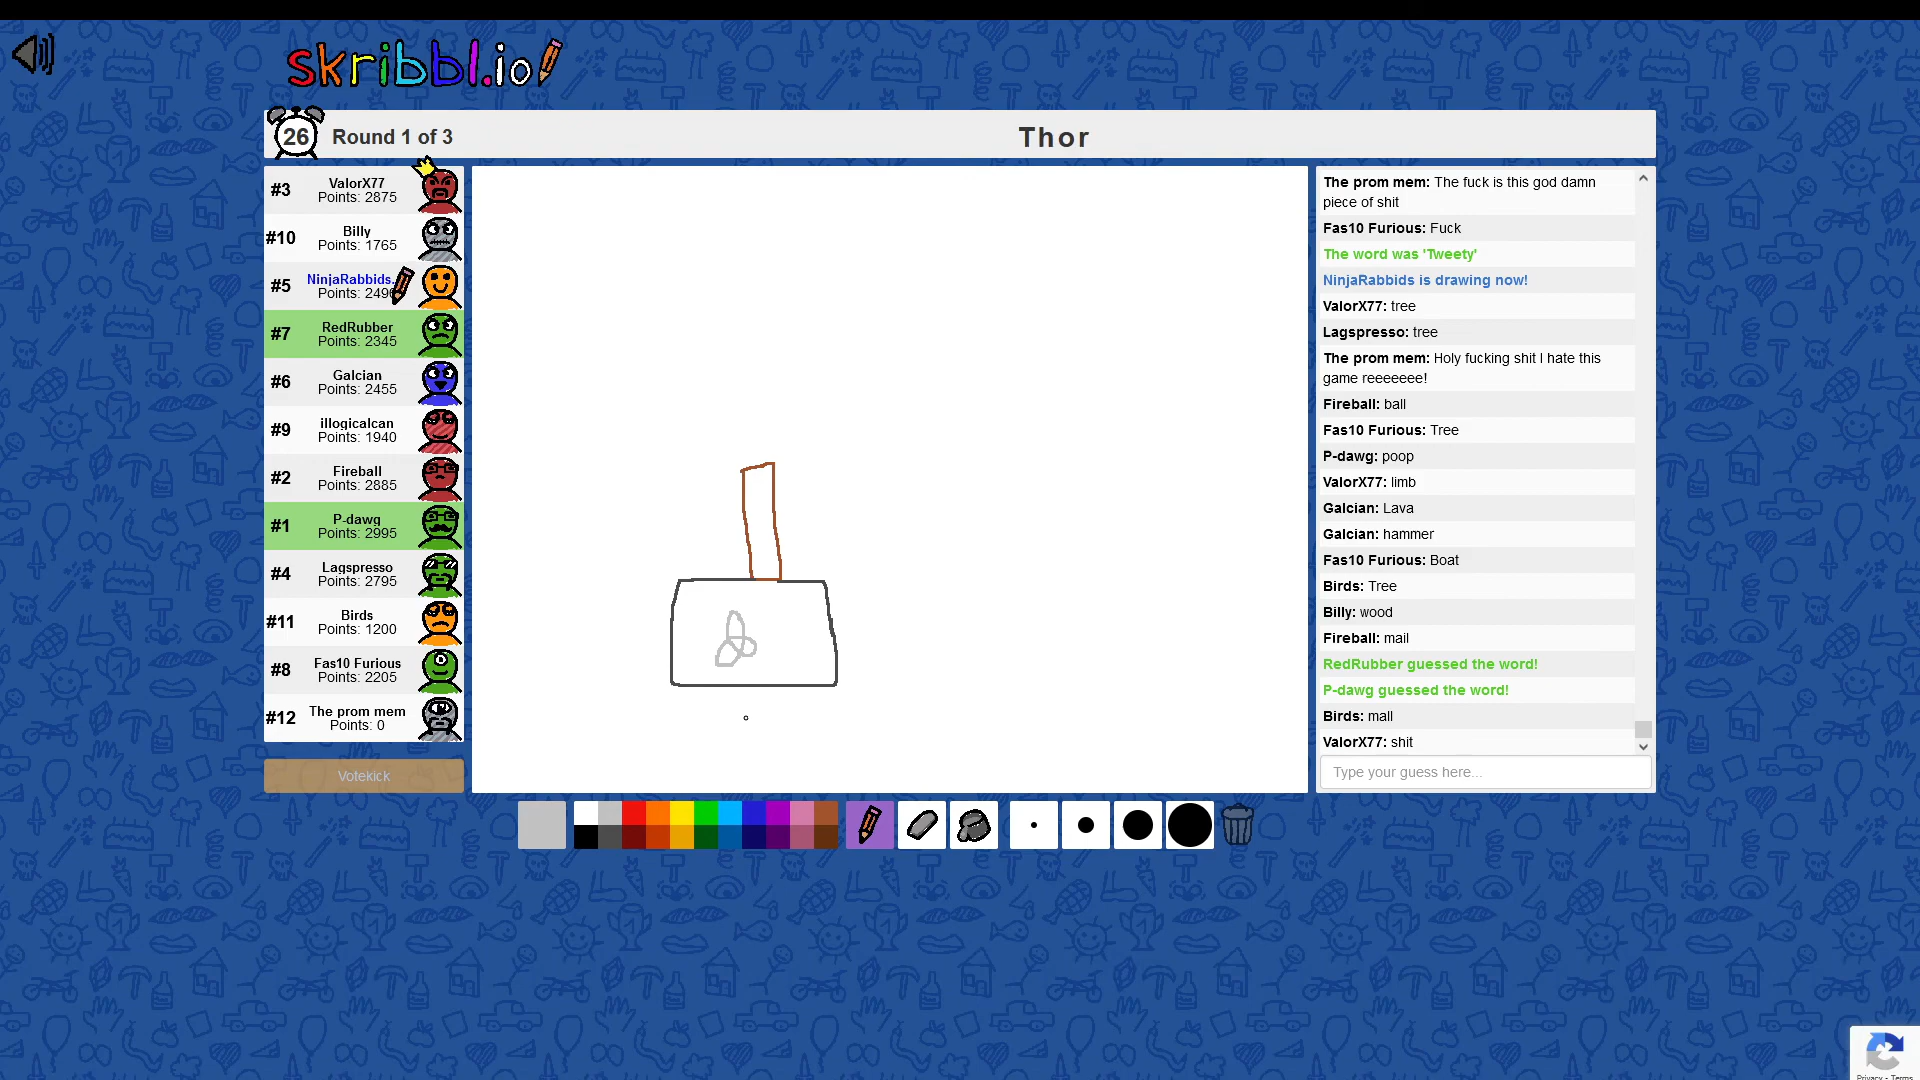 skribbl.io
26
Round 1 of 3
Thor
#3
ValorX77
Points: 2875
#10
Billy
Points: 1765
#5
NinjaRabbids.
Points: 2490
#7
RedRubber
Points: 2345
#6
Galcian
Points: 2455
#9
illogicalcan
Points: 1940
#2
Fireball
Points: 2885
#1
P-dawg
Points: 2995
#4
Lagspresso
Points: 2795
#11
Birds
Points: 1200
#8
Fas10 Furious
Points: 2205
#12
The prom mem
Points: 0
Votekick
The prom mem: The fuck is this god damn
piece of shit
Fas10 Furious: Fuck
The word was 'Tweety'
NinjaRabbids is drawing now!
ValorX77: tree
Lagspresso: tree
The prom mem: Holy fucking shit I hate this
game reeeeeee!
Fireball: ball
Fas10 Furious: Tree
P-dawg: poop
ValorX77: limb
Galcian: Lava
Galcian: hammer
Fas10 Furious: Boat
Birds: Tree
Billy: wood
Fireball: mail
RedRubber guessed the word!
P-dawg guessed the word!
Birds: mall
ValorX77: shit
Type your guess here...
Privacy - Terms